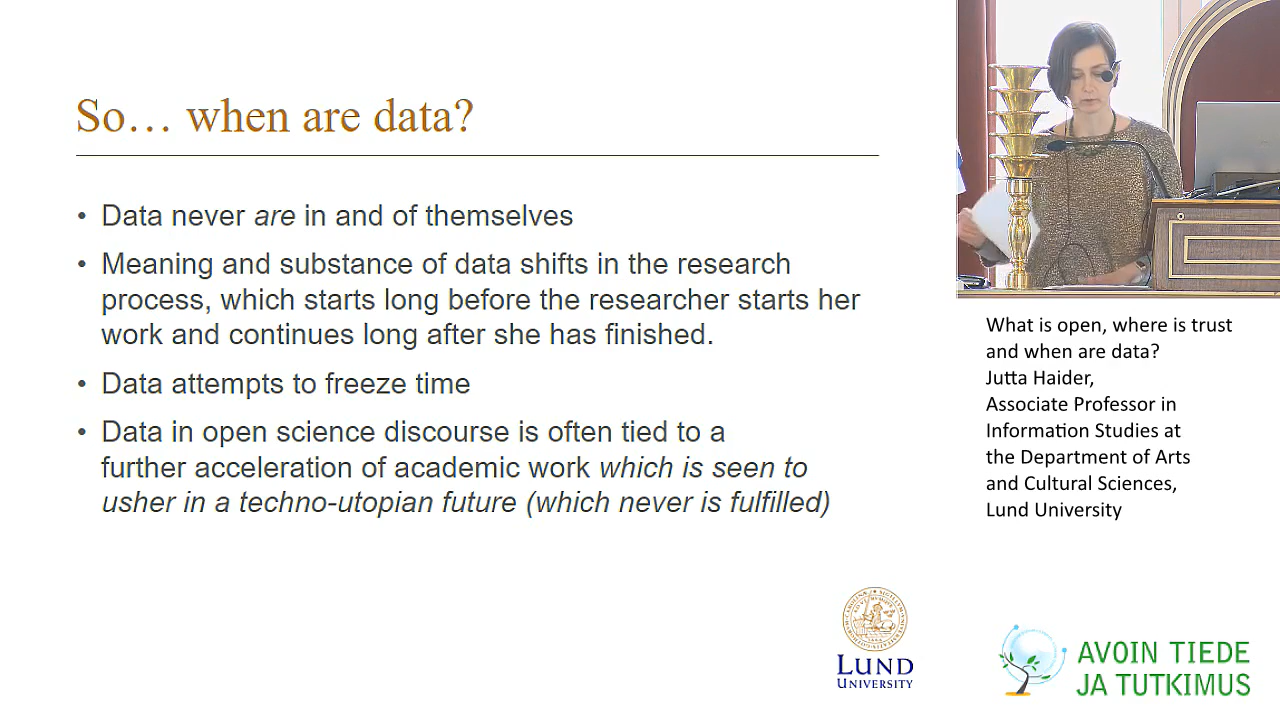 So… when are data?
• Data never are in and of themselves
• Meaning and substance of data shifts in the research
process, which starts long before the researcher starts her
work and continues long after she has finished.
• Data attempts to freeze time
• Data in open science discourse is often tied to a
further acceleration of academic work which is seen to
usher in a techno-utopian future (which never is fulfilled)
What is open, where is trust
and when are data?
Jutta Haider,
Associate Professor in
Information Studies at
the Department of Arts
and Cultural Sciences,
Lund University
LUND
UNIVERSITY
AVOIN TIEDE
JA TUTKIMUS